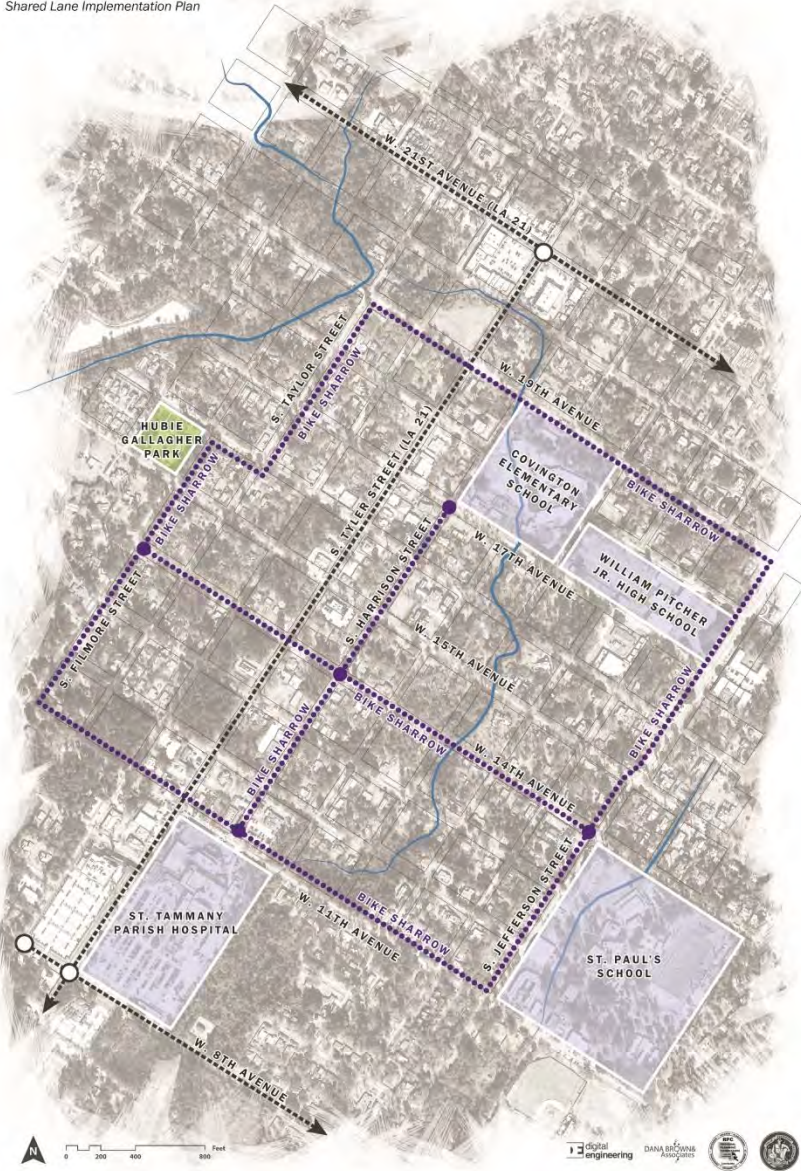 Shared Lane Implementation Plan
W. 21ST AVENUE (LA 21)
S. TAYLOR STREET
BIKE SHARROW
W. 19TH AVENUE
HUBIE
GALLAGHER
PARK
BIKE SHARROW
S. TYLER STREET (LA 21)
COVINGTON
ELEMENTARY
SCHOOL
BIKE SHARROW
S. HARRISON STREET
W. 17TH AVENUE
WILLIAM PITCHER
JR. HIGH SCHOOL
S. FILMORE STREET
W. 15TH AVENUE
BIKE SHARROW
BIKE SHARROW
BIKE SHARROW
W. 14TH AVENUE
S. JEFFERSON STREET
BIKE SHARROW
W. 11TH AVENUE
ST. TAMMANY
PARISH HOSPITAL
ST. PAUL'S
SCHOOL
W. 8TH AVENUE
N
0 200 400 800 Feet
digital
engineering
DANA BROWN &
Associates
RPC